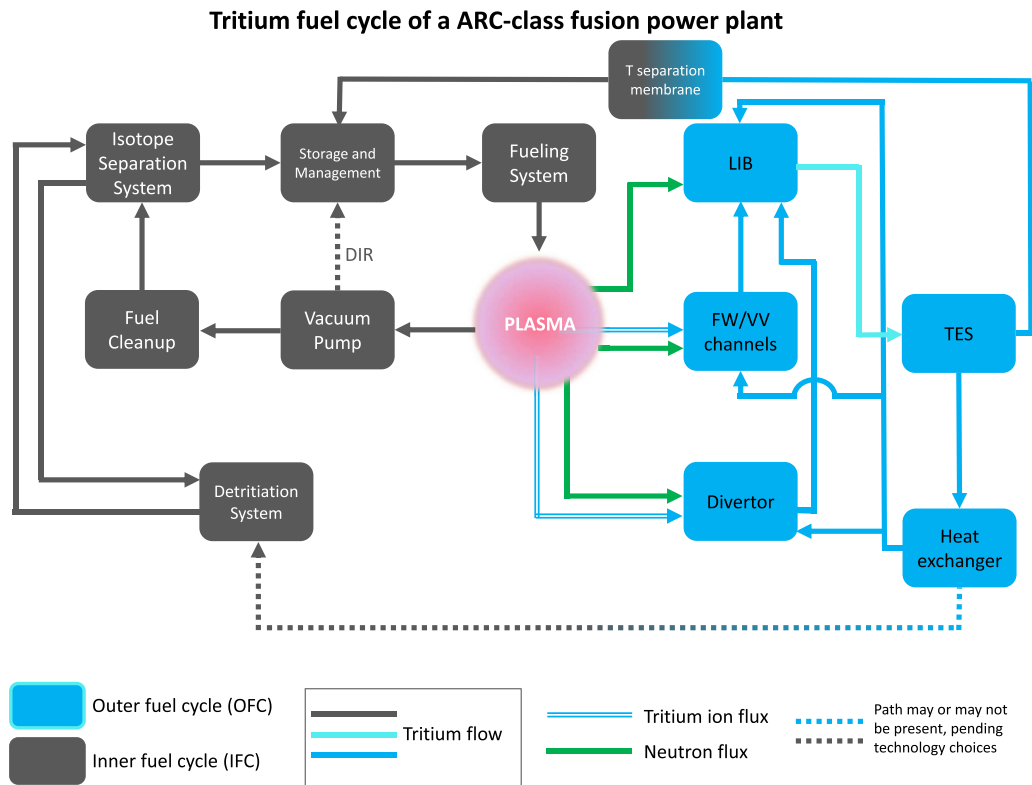 Tritium fuel cycle of a ARC-class fusion power plant
T separation
membrane
Isotope
Separation
System
Storage and
Management
Fueling
System
LIB
DIR
Fuel
Cleanup
Vacuum
Pump
PLASMA
FW/VV
channels
TES
Detritiation
System
Divertor
Heat
exchanger
Outer fuel cycle (OFC)
Inner fuel cycle (IFC)
Tritium flow
Tritium ion flux
Neutron flux
Path may or may not
be present, pending
technology choices